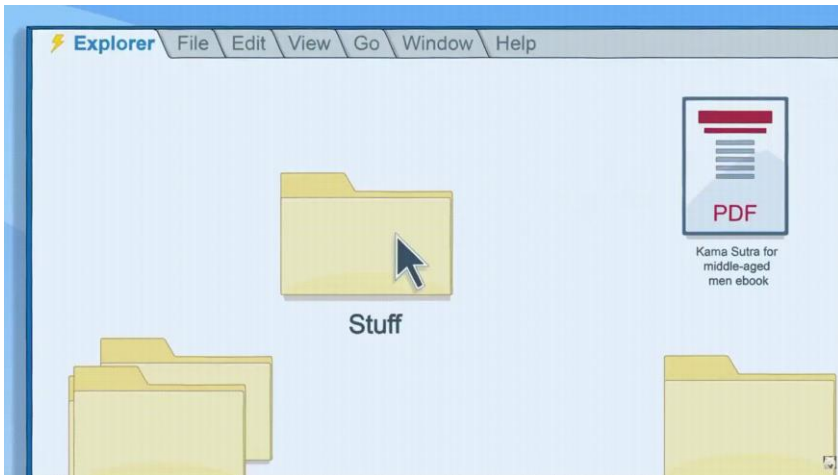 Explorer File Edit View Go Window Help
PDF
Kama Sutra for
middle-aged
men ebook
Stuff